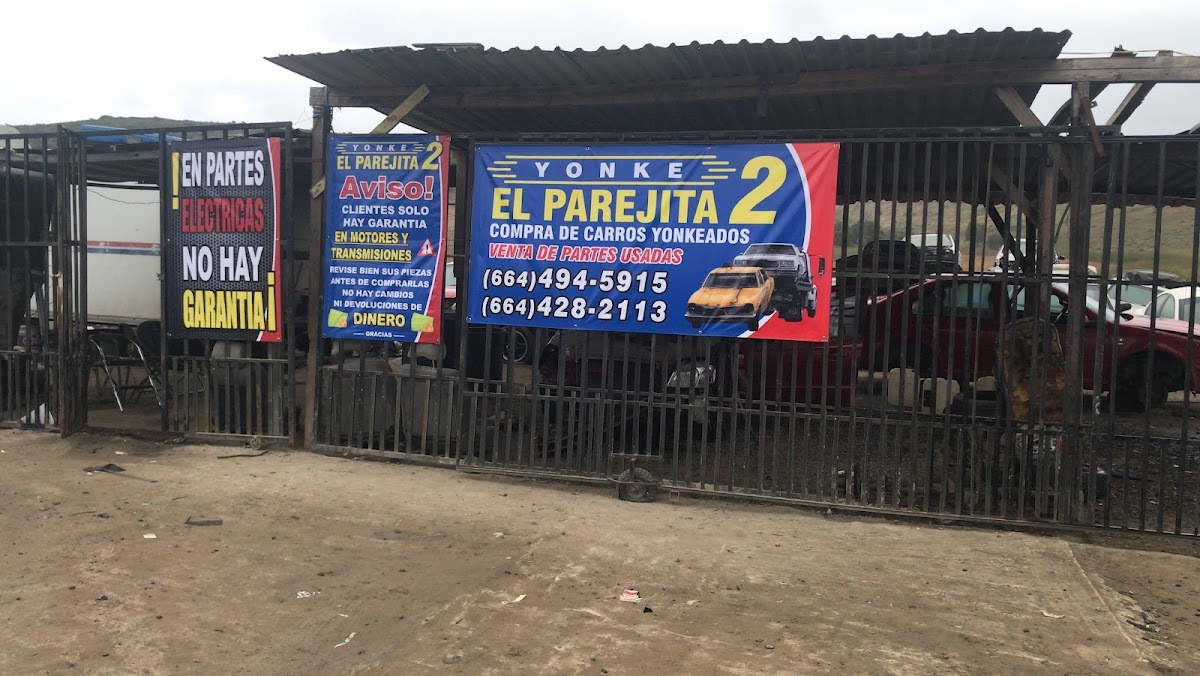 ¡EN PARTES
ELECTRICAS
NO HAY
GARANTIA!
YONKE
EL PAREJITA 2
Aviso!
CLIENTES SOLO
HAY GARANTIA
EN MOTORES Y
TRANSMISIONES
REVISE BIEN SUS PIEZAS
ANTES DE COMPRARLAS
NO HAY CAMBIOS
NI DEVOLUCIONES DE
DINERO
GRACIAS
YONKE
EL PAREJITA 2
COMPRA DE CARROS YONKEADOS
VENTA DE PARTES USADAS
(664)494-5915
(664)428-2113